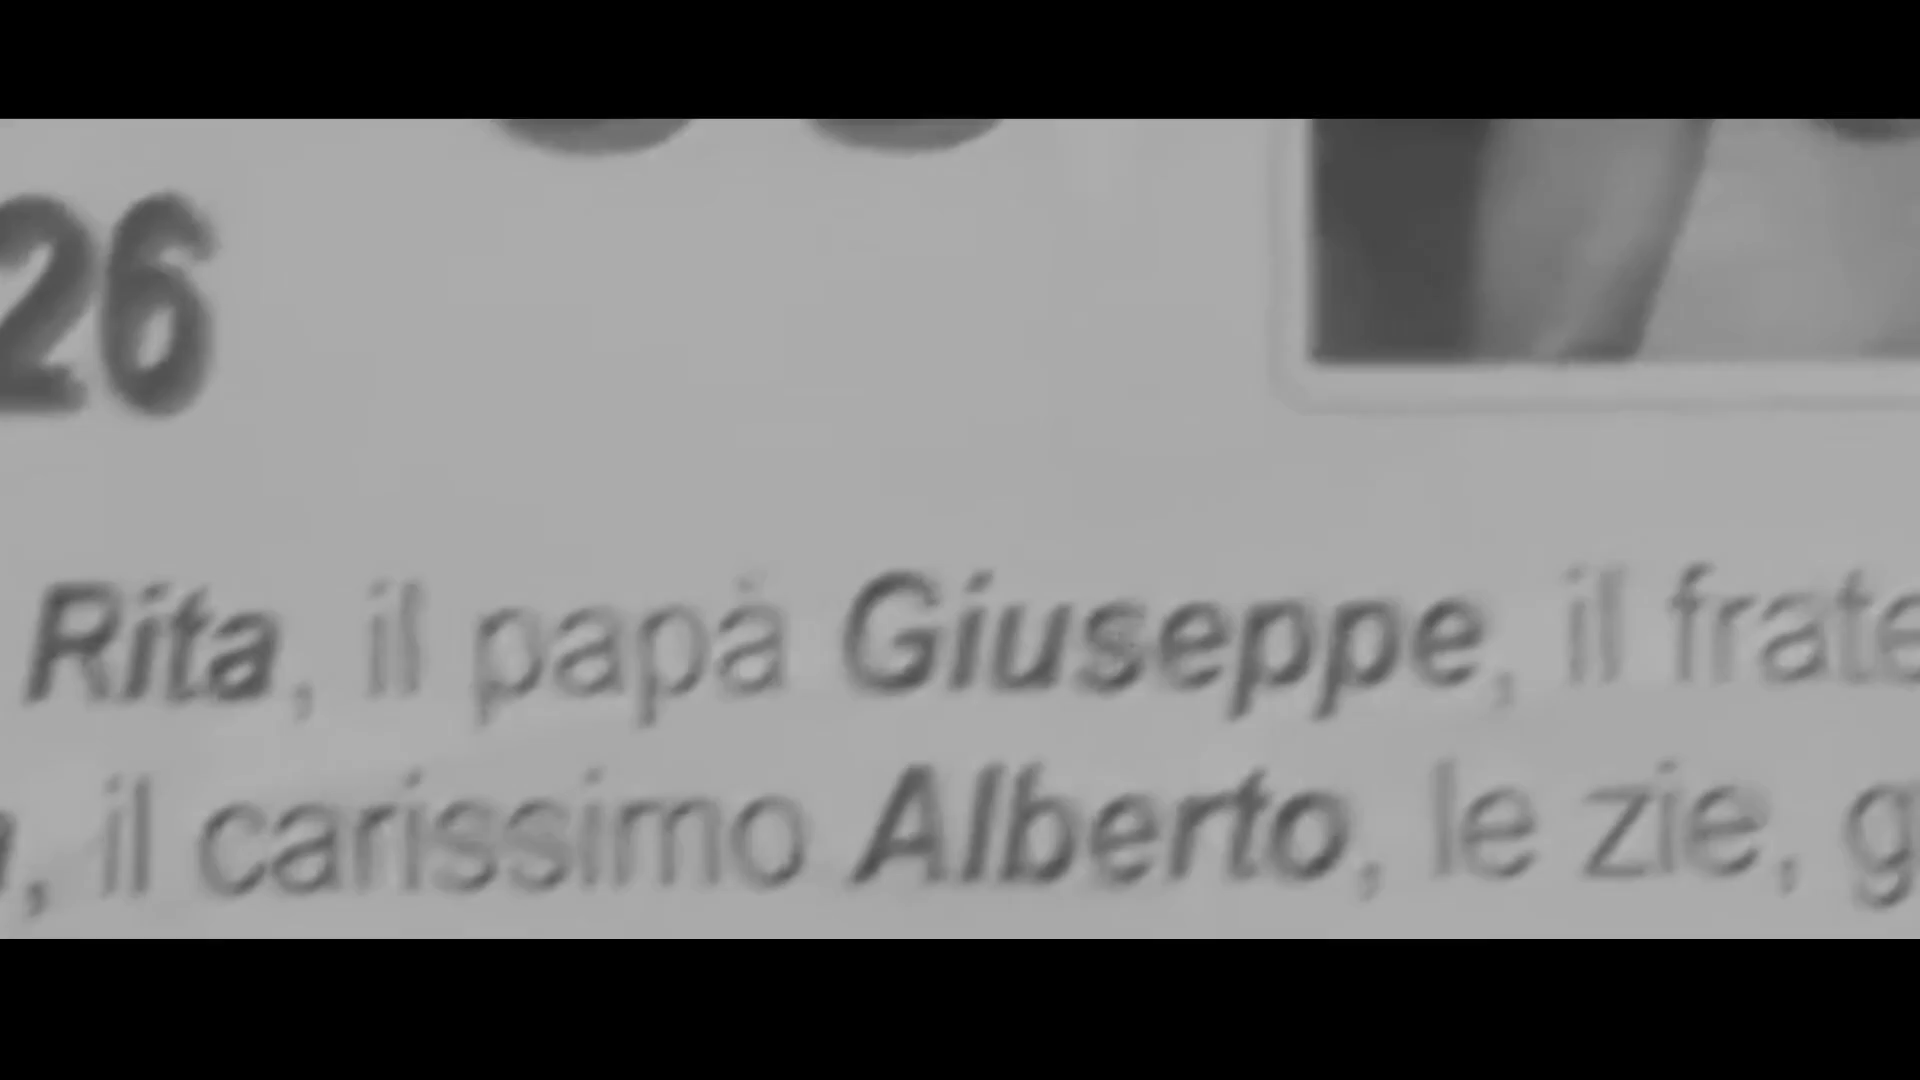 26
Rita, il papà Giuseppe, il frate
, il carissimo Alberto, le zie, g